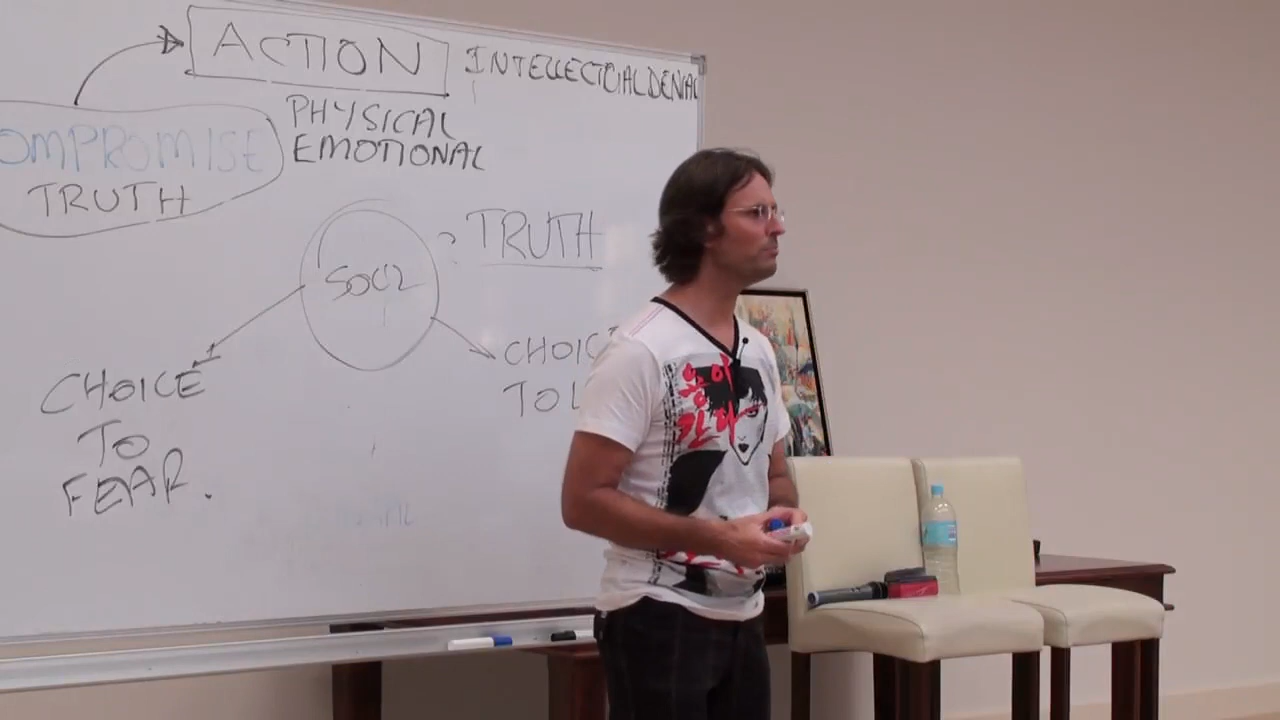 ACTION INTELLECTUAL DENIAL
PHYSICAL
EMOTIONAL
OMPROMISE
TRUTH
? TRUTH
SOUL
CHOIC
TO L
CHOICE
TO
FEAR.